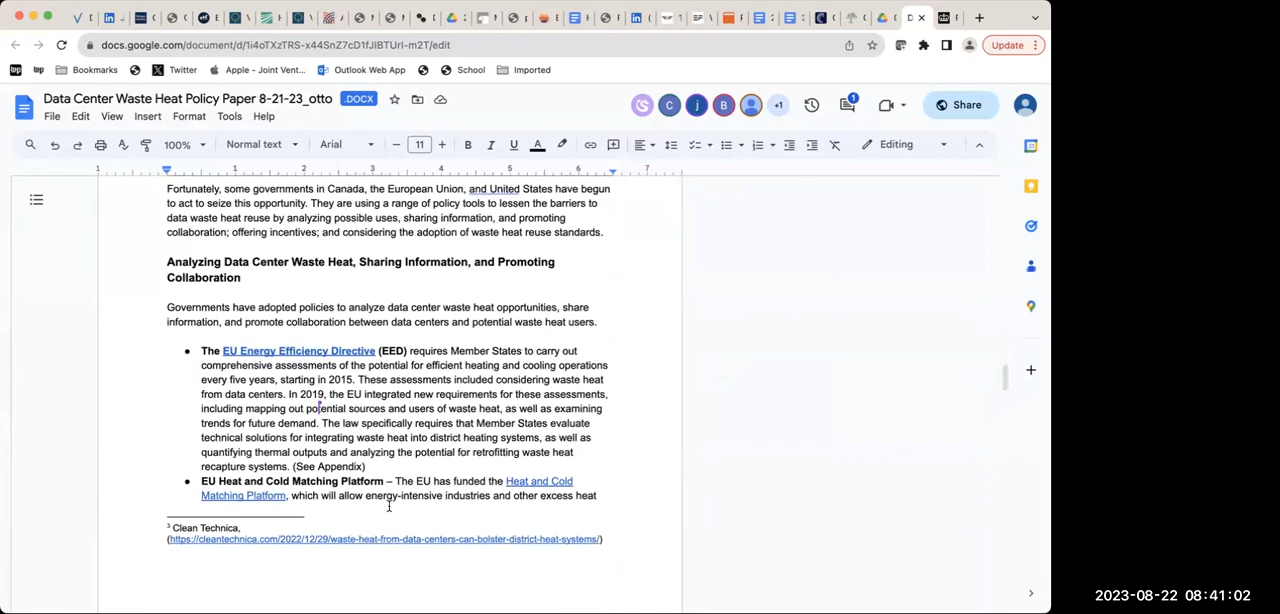 docs.google.com/document/d/1i4oTXzTRS-x44SnZ7cD1fJIBTUrI-m2T/edit
Update
wp
Bookmarks
Twitter
Apple - Joint Vent...
Outlook Web App
School
Imported
Data Center Waste Heat Policy Paper 8-21-23_otto
.DOCX
File Edit View Insert Format Tools Help
+1
1
Share
100%
Normal text
Arial
11
B I U A
Editing
1 1 2 3 4 5 6 7
Fortunately, some governments in Canada, the European Union, and United States have begun
to act to seize this opportunity. They are using a range of policy tools to lessen the barriers to
data waste heat reuse by analyzing possible uses, sharing information, and promoting
collaboration; offering incentives; and considering the adoption of waste heat reuse standards.
Analyzing Data Center Waste Heat, Sharing Information, and Promoting
Collaboration
Governments have adopted policies to analyze data center waste heat opportunities, share
information, and promote collaboration between data centers and potential waste heat users.
● The EU Energy Efficiency Directive (EED) requires Member States to carry out
comprehensive assessments of the potential for efficient heating and cooling operations
every five years, starting in 2015. These assessments included considering waste heat
from data centers. In 2019, the EU integrated new requirements for these assessments,
including mapping out potential sources and users of waste heat, as well as examining
trends for future demand. The law specifically requires that Member States evaluate
technical solutions for integrating waste heat into district heating systems, as well as
quantifying thermal outputs and analyzing the potential for retrofitting waste heat
recapture systems. (See Appendix)
● EU Heat and Cold Matching Platform – The EU has funded the Heat and Cold
Matching Platform, which will allow energy-intensive industries and other excess heat
3 Clean Technica,
(https://cleantechnica.com/2022/12/29/waste-heat-from-data-centers-can-bolster-district-heat-systems/)
2023-08-22 08:41:02